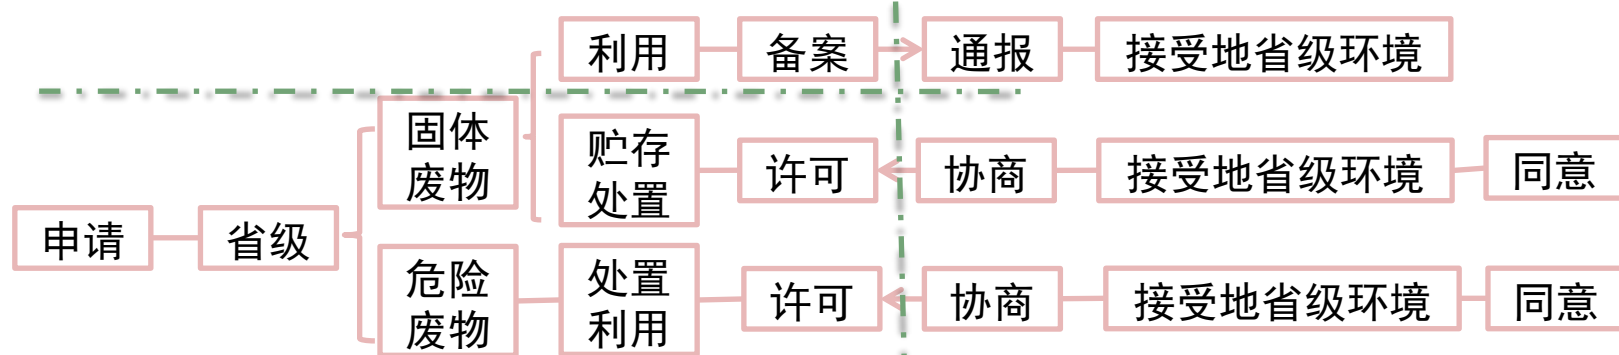 利用
备案
通报
接受地省级环境
固体
废物
贮存
处置
许可
协商
接受地省级环境
同意
申请
省级
危险
废物
处置
利用
许可
协商
接受地省级环境
同意